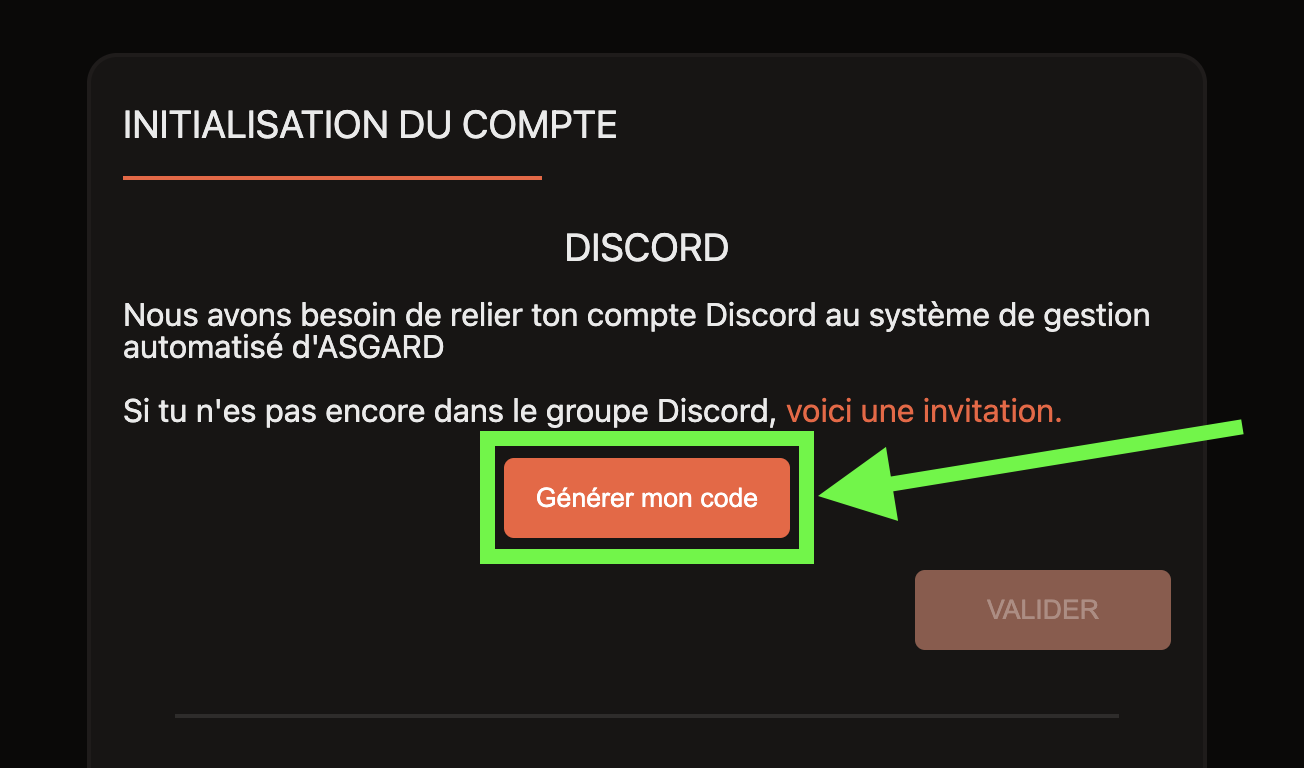 INITIALISATION DU COMPTE
DISCORD
Nous avons besoin de relier ton compte Discord au système de gestion
automatisé d'ASGARD
Si tu n'es pas encore dans le groupe Discord, voici une invitation.
Générer mon code
VALIDER